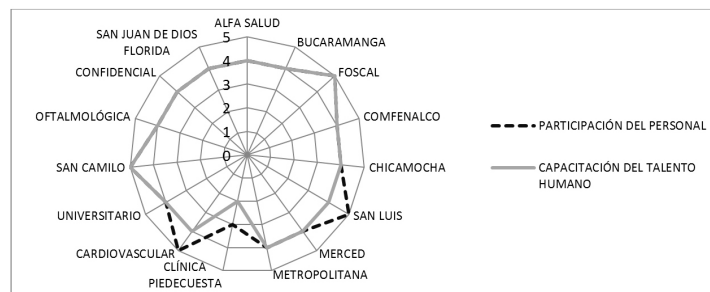 ALFA SALUD
SAN JUAN DE DIOS
FLORIDA
BUCARAMANGA
CONFIDENCIAL
FOSCAL
OFTALMOLÓGICA
COMFENALCO
SAN CAMILO
CHICAMOCHA
UNIVERSITARIO
SAN LUIS
CARDIOVASCULAR
MERCED
CLÍNICA
PIEDECUESTA
METROPOLITANA
5
4
3
2
1
0
PARTICIPACIÓN DEL PERSONAL
CAPACITACIÓN DEL TALENTO
HUMANO